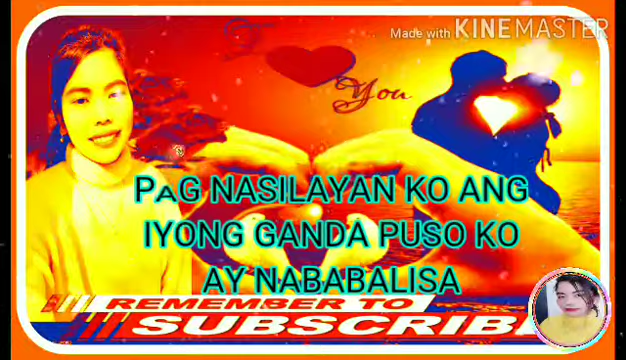 Made with KINEMASTER
I
You
PAG NASILAYAN KO ANG
IYONG GANDA PUSO KO
AY NABABALISA
REMEMBER TO
SUBSCRIB